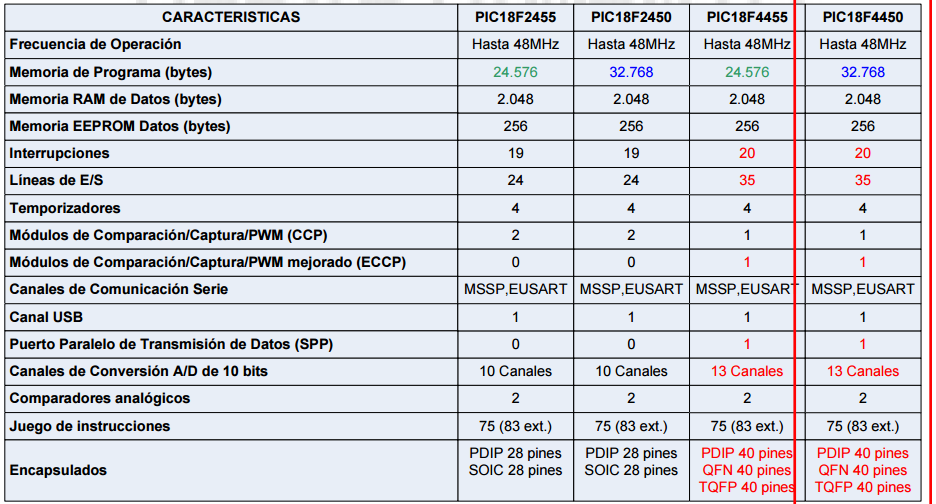 CARACTERISTICAS PIC18F2455 PIC18F2450 PIC18F4455 PIC18F4450
Frecuencia de Operación Hasta 48MHz Hasta 48MHz Hasta 48MHz Hasta 48MHz
Memoria de Programa (bytes) 24.576 32.768 24.576 32.768
Memoria RAM de Datos (bytes) 2.048 2.048 2.048 2.048
Memoria EEPROM Datos (bytes) 256 256 256 256
Interrupciones 19 19 20 20
Líneas de E/S 24 24 35 35
Temporizadores 4 4 4 4
Módulos de Comparación/Captura/PWM (CCP) 2 2 1 1
Módulos de Comparación/Captura/PWM mejorado (ECCP) 0 0 1 1
Canales de Comunicación Serie MSSP,EUSART MSSP,EUSART MSSP,EUSART MSSP,EUSART
Canal USB 1 1 1 1
Puerto Paralelo de Transmisión de Datos (SPP) 0 0 1 1
Canales de Conversión A/D de 10 bits 10 Canales 10 Canales 13 Canales 13 Canales
Comparadores analógicos 2 2 2 2
Juego de instrucciones 75 (83 ext.) 75 (83 ext.) 75 (83 ext.) 75 (83 ext.)
Encapsulados PDIP 28 pines PDIP 28 pines PDIP 40 pines PDIP 40 pines
SOIC 28 pines SOIC 28 pines QFN 40 pines QFN 40 pines
TQFP 40 pines TQFP 40 pines